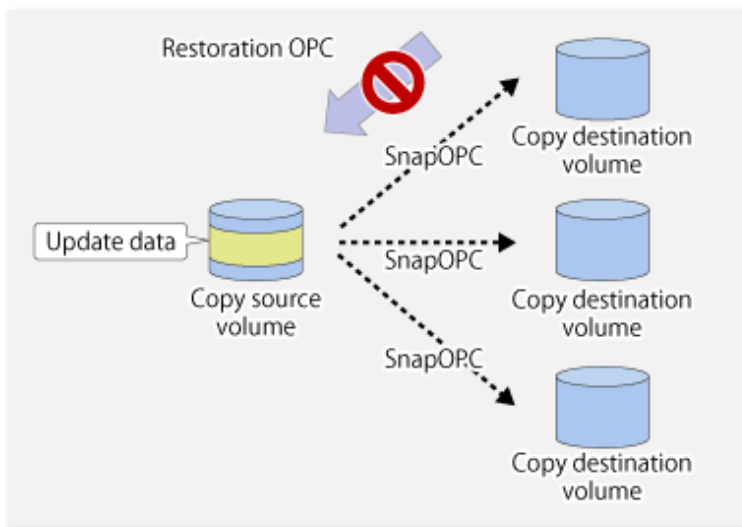 Restoration OPC
Copy destination
volume
SnapOPC
Update data
Copy source
volume
SnapOPC
Copy destination
volume
SnapOPC
Copy destination
volume